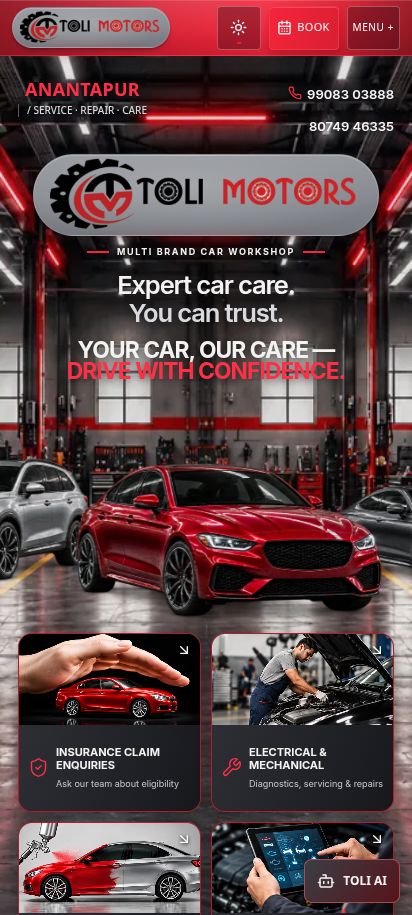 TOLI MOTORS
BOOK
MENU +
ANANTAPUR
/ SERVICE · REPAIR · CARE
99083 03888
80749 46335
TOLI MOTORS
MULTI BRAND CAR WORKSHOP
Expert car care.
You can trust.
YOUR CAR, OUR CARE —
DRIVE WITH CONFIDENCE.
INSURANCE CLAIM
ENQUIRIES
Ask our team about eligibility
ELECTRICAL &
MECHANICAL
Diagnostics, servicing & repairs
TOLI AI